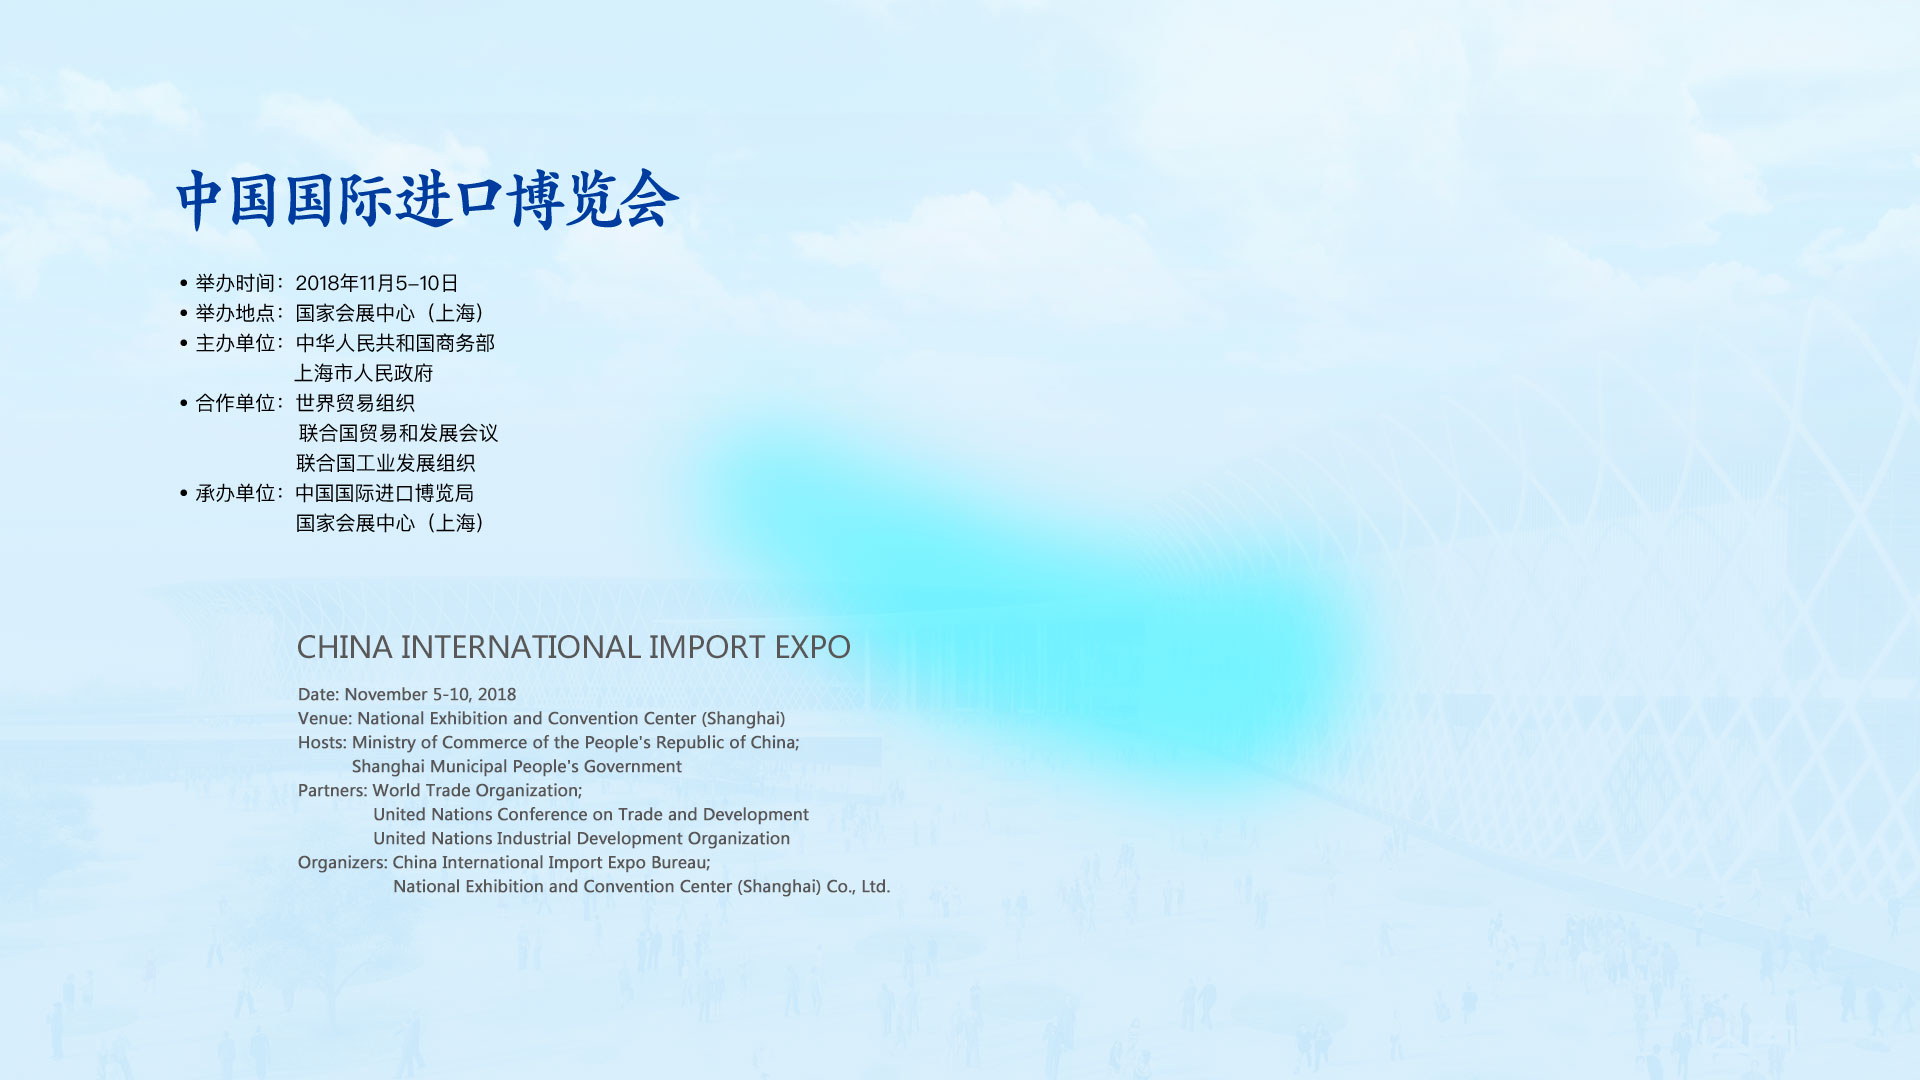 中国国际进口博览会
• 举办时间：2018年11月5–10日
• 举办地点：国家会展中心（上海）
• 主办单位：中华人民共和国商务部
上海市人民政府
• 合作单位：世界贸易组织
联合国贸易和发展会议
联合国工业发展组织
• 承办单位：中国国际进口博览局
国家会展中心（上海）
CHINA INTERNATIONAL IMPORT EXPO
Date: November 5-10, 2018
Venue: National Exhibition and Convention Center (Shanghai)
Hosts: Ministry of Commerce of the People's Republic of China;
Shanghai Municipal People's Government
Partners: World Trade Organization;
United Nations Conference on Trade and Development
United Nations Industrial Development Organization
Organizers: China International Import Expo Bureau;
National Exhibition and Convention Center (Shanghai) Co., Ltd.